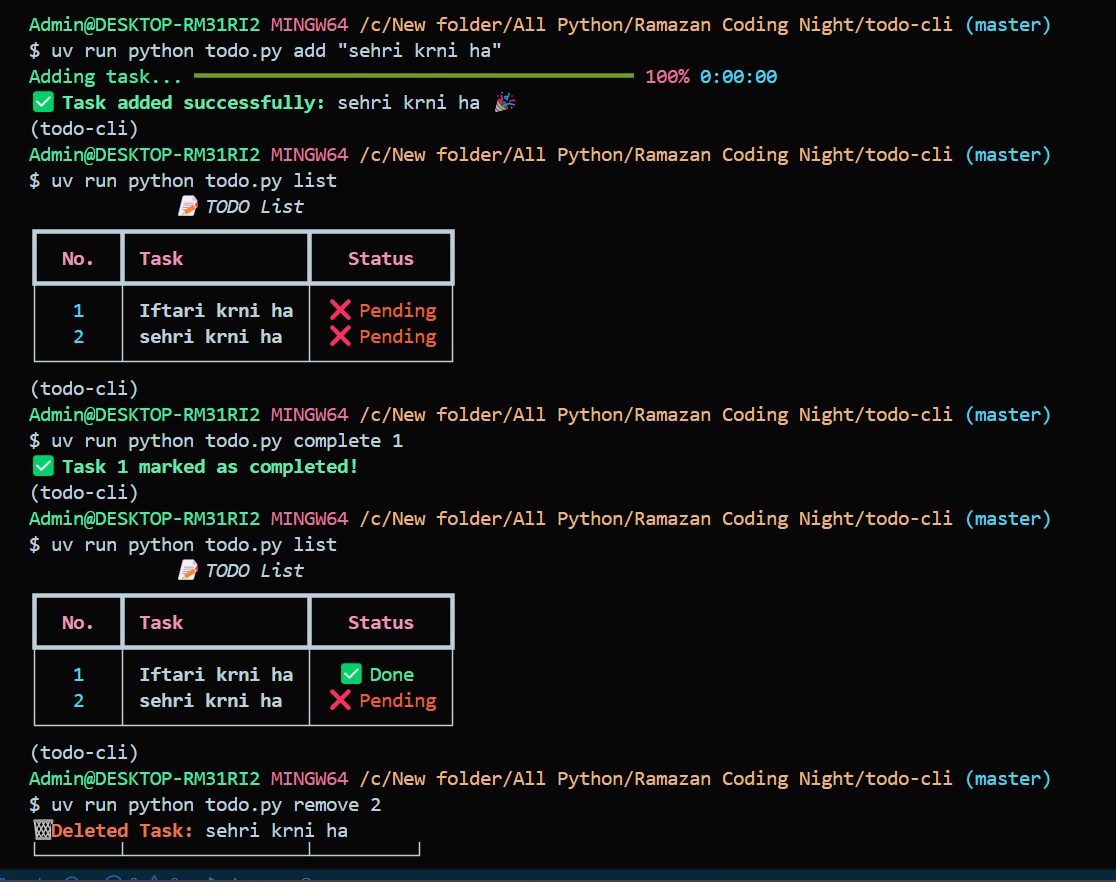 Admin@DESKTOP-RM31RI2 MINGW64 /c/New folder/All Python/Ramazan Coding Night/todo-cli (master)
$ uv run python todo.py add "sehri krni ha"
Adding task... 100% 0:00:00
✅ Task added successfully: sehri krni ha 🎉
(todo-cli)
Admin@DESKTOP-RM31RI2 MINGW64 /c/New folder/All Python/Ramazan Coding Night/todo-cli (master)
$ uv run python todo.py list
📝 TODO List
No. Task Status
1 Iftari krni ha ❌ Pending
2 sehri krni ha ❌ Pending
(todo-cli)
Admin@DESKTOP-RM31RI2 MINGW64 /c/New folder/All Python/Ramazan Coding Night/todo-cli (master)
$ uv run python todo.py complete 1
✅ Task 1 marked as completed!
(todo-cli)
Admin@DESKTOP-RM31RI2 MINGW64 /c/New folder/All Python/Ramazan Coding Night/todo-cli (master)
$ uv run python todo.py list
📝 TODO List
No. Task Status
1 Iftari krni ha ✅ Done
2 sehri krni ha ❌ Pending
(todo-cli)
Admin@DESKTOP-RM31RI2 MINGW64 /c/New folder/All Python/Ramazan Coding Night/todo-cli (master)
$ uv run python todo.py remove 2
🗑Deleted Task: sehri krni ha